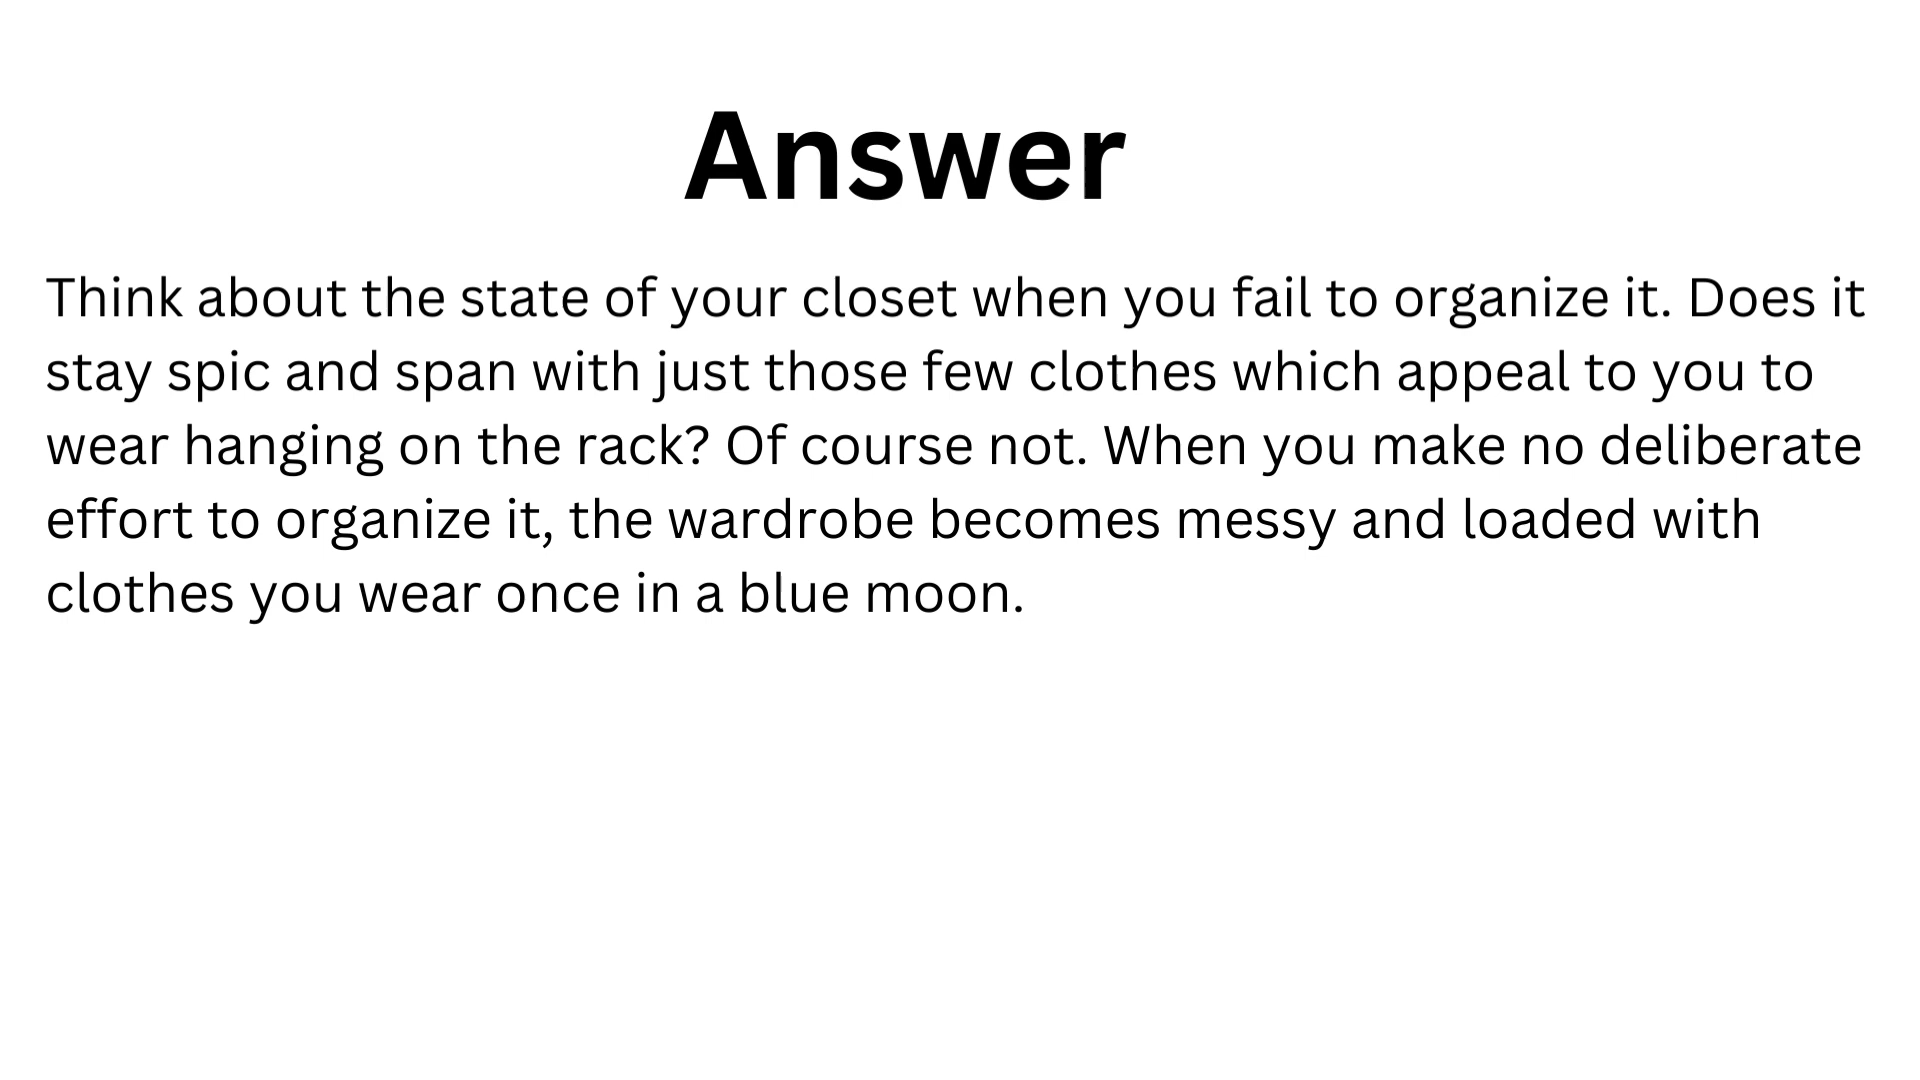 Answer
Think about the state of your closet when you fail to organize it. Does it
stay spic and span with just those few clothes which appeal to you to
wear hanging on the rack? Of course not. When you make no deliberate
effort to organize it, the wardrobe becomes messy and loaded with
clothes you wear once in a blue moon.